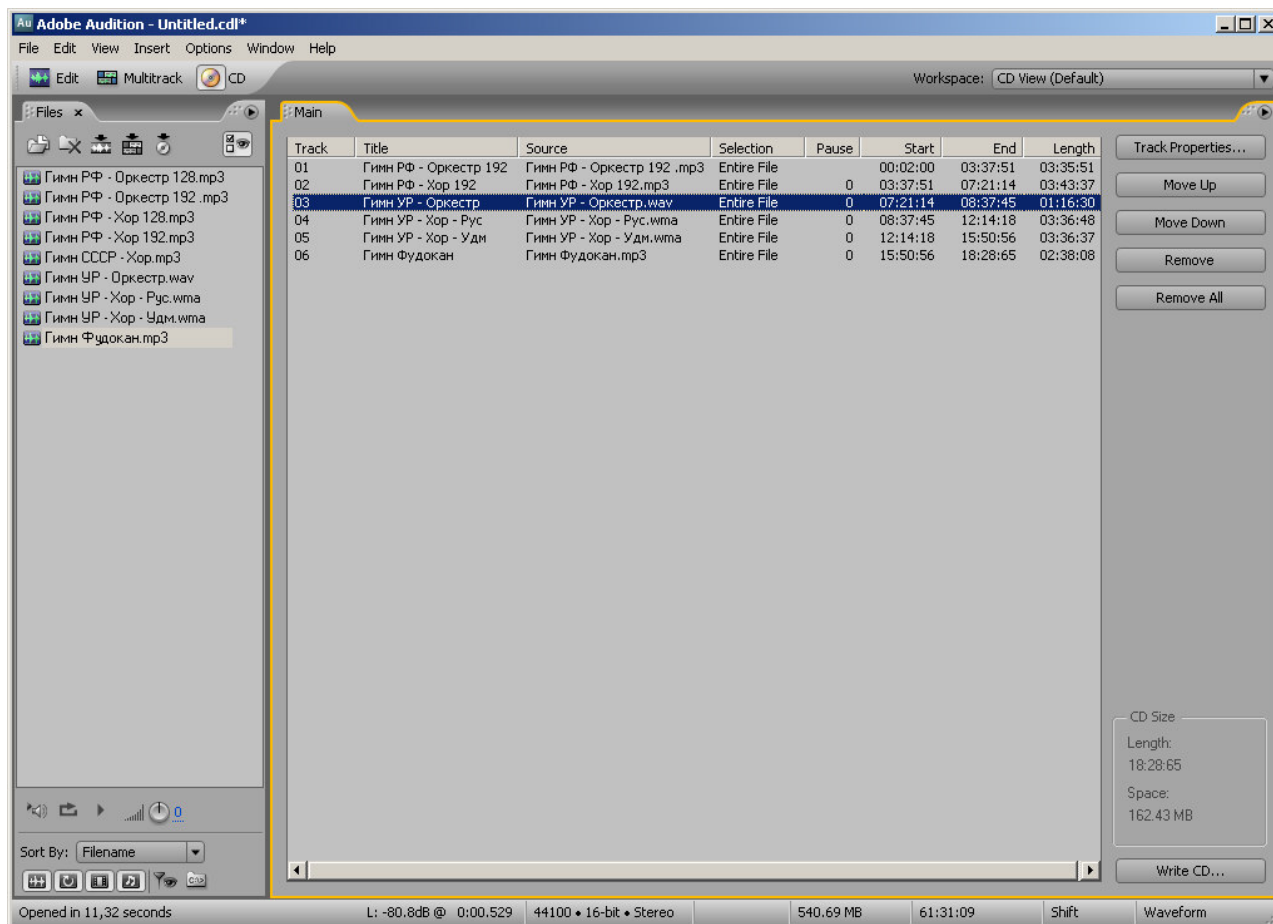 Au Adobe Audition - Untitled.cdl*
File Edit View Insert Options Window Help
Edit Multitrack CD Workspace: CD View (Default)
Files x
Гимн РФ - Оркестр 128.mp3
Гимн РФ - Оркестр 192 .mp3
Гимн РФ - Хор 128.mp3
Гимн РФ - Хор 192.mp3
Гимн СССР - Хор.mp3
Гимн УР - Оркестр.wav
Гимн УР - Хор - Рус.wma
Гимн УР - Хор - Удм.wma
Гимн Фудокан.mp3
0
Sort By: Filename
Main
Track Title Source Selection Pause Start End Length
01 Гимн РФ - Оркестр 192 Гимн РФ - Оркестр 192 .mp3 Entire File 00:02:00 03:37:51 03:35:51
02 Гимн РФ - Хор 192 Гимн РФ - Хор 192.mp3 Entire File 0 03:37:51 07:21:14 03:43:37
03 Гимн УР - Оркестр Гимн УР - Оркестр.wav Entire File 0 07:21:14 08:37:45 01:16:30
04 Гимн УР - Хор - Рус Гимн УР - Хор - Рус.wma Entire File 0 08:37:45 12:14:18 03:36:48
05 Гимн УР - Хор - Удм Гимн УР - Хор - Удм.wma Entire File 0 12:14:18 15:50:56 03:36:37
06 Гимн Фудокан Гимн Фудокан.mp3 Entire File 0 15:50:56 18:28:65 02:38:08
Track Properties...
Move Up
Move Down
Remove
Remove All
CD Size
Length:
18:28:65
Space:
162.43 MB
Write CD...
Opened in 11,32 seconds L: -80.8dB @ 0:00.529 44100 • 16-bit • Stereo 540.69 MB 61:31:09 Shift Waveform